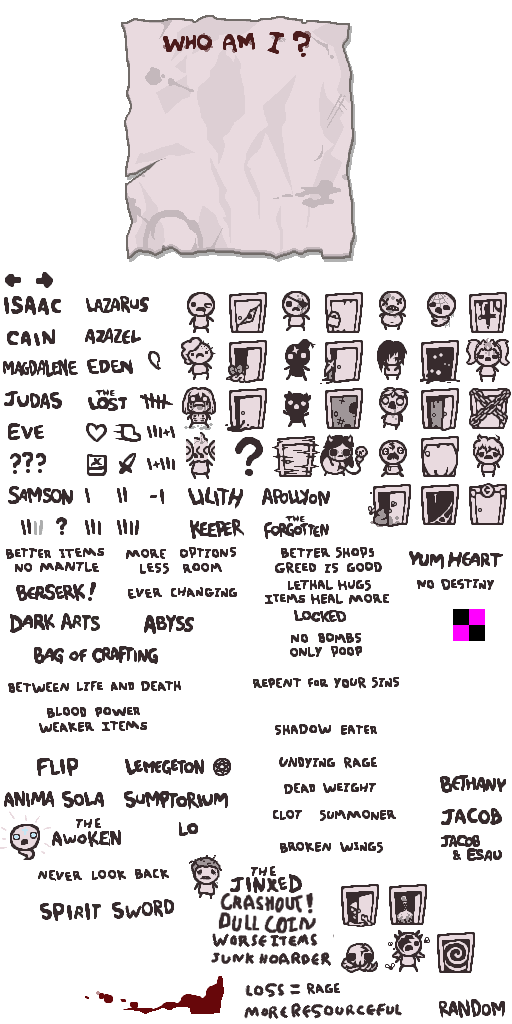 WHO AM I ?
ISAAC LAZARUS
CAIN AZAZEL
MAGDALENE EDEN
JUDAS THE LOST
EVE III+I
??? I+III
SAMSON I II -I LILITH APOLLYON
IIII ? III IIII KEEPER THE FORGOTTEN
BETTER ITEMS
NO MANTLE
MORE OPTIONS
LESS ROOM
BETTER SHOPS
GREED IS GOOD
YUM HEART
LETHAL HUGS
ITEMS HEAL MORE
NO DESTINY
BERSERK! EVER CHANGING
LOCKED
DARK ARTS ABYSS
NO BOMBS
ONLY POOP
BAG OF CRAFTING
BETWEEN LIFE AND DEATH
REPENT FOR YOUR SINS
BLOOD POWER
WEAKER ITEMS
SHADOW EATER
FLIP LEMEGETON
UNDYING RAGE
DEAD WEIGHT
BETHANY
ANIMA SOLA SUMPTORIUM
CLOT SUMMONER
JACOB
THE
AWOKEN
LO
BROKEN WINGS
JACOB
& ESAU
NEVER LOOK BACK
THE
JINXED
CRASHOUT!
SPIRIT SWORD
DULL COIN
WORSE ITEMS
JUNK HOARDER
LOSS = RAGE
MORE RESOURCEFUL
RANDOM